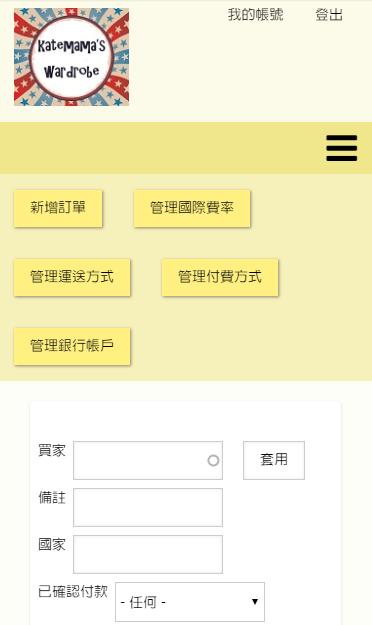 KateMama's
Wardrobe
我的帳號 登出
新增訂單 管理國際費率
管理運送方式 管理付費方式
管理銀行帳戶
買家 套用
備註
國家
已確認付款 - 任何 -